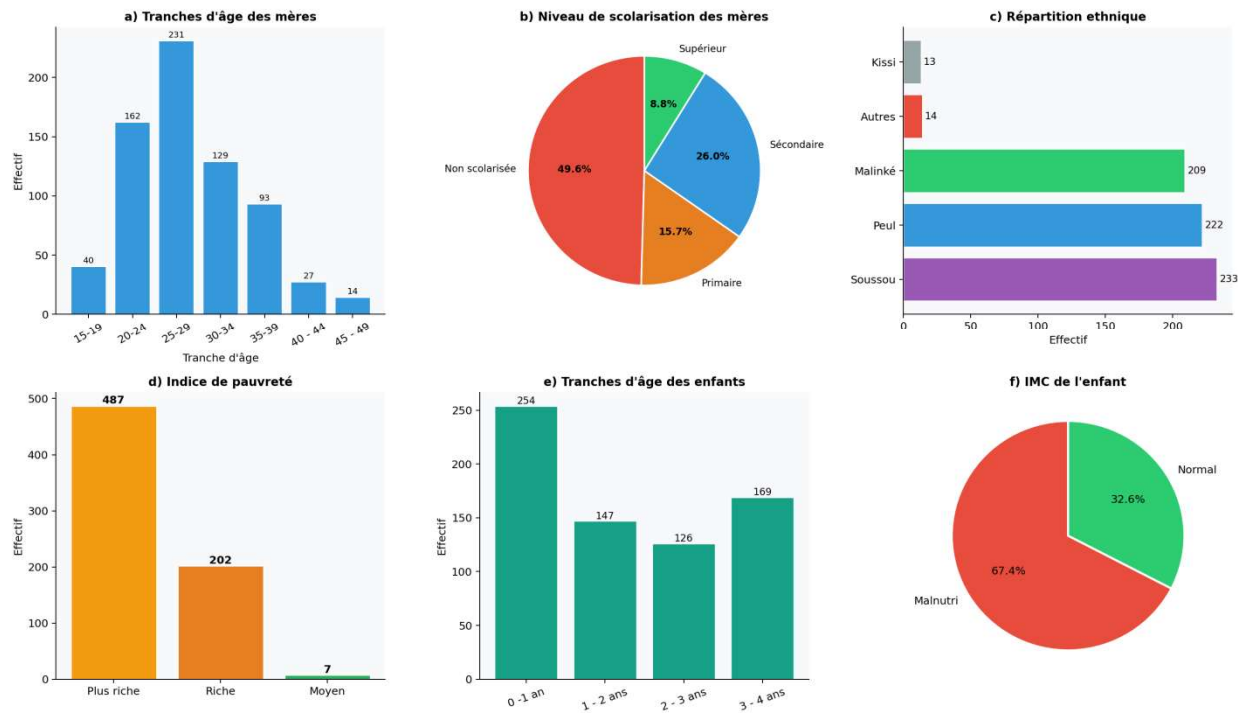 a) Tranches d'âge des mères
231
200
162
150
129
Effectif
100
93
50
40
27
14
0
15-19
20-24
25-29
30-34
35-39
40 - 44
45 - 49
Tranche d'âge
b) Niveau de scolarisation des mères
Supérieur
8.8%
Sécondaire
26.0%
Non scolarisée
49.6%
15.7%
Primaire
c) Répartition ethnique
Kissi
13
Autres
14
Malinké
209
Peul
222
Soussou
233
0
50
100
150
200
Effectif
d) Indice de pauvreté
500
487
400
300
Effectif
200
202
100
7
0
Plus riche
Riche
Moyen
e) Tranches d'âge des enfants
254
250
200
169
150
147
126
Effectif
100
50
0
0 -1 an
1 - 2 ans
2 - 3 ans
3 - 4 ans
f) IMC de l'enfant
Normal
32.6%
67.4%
Malnutri